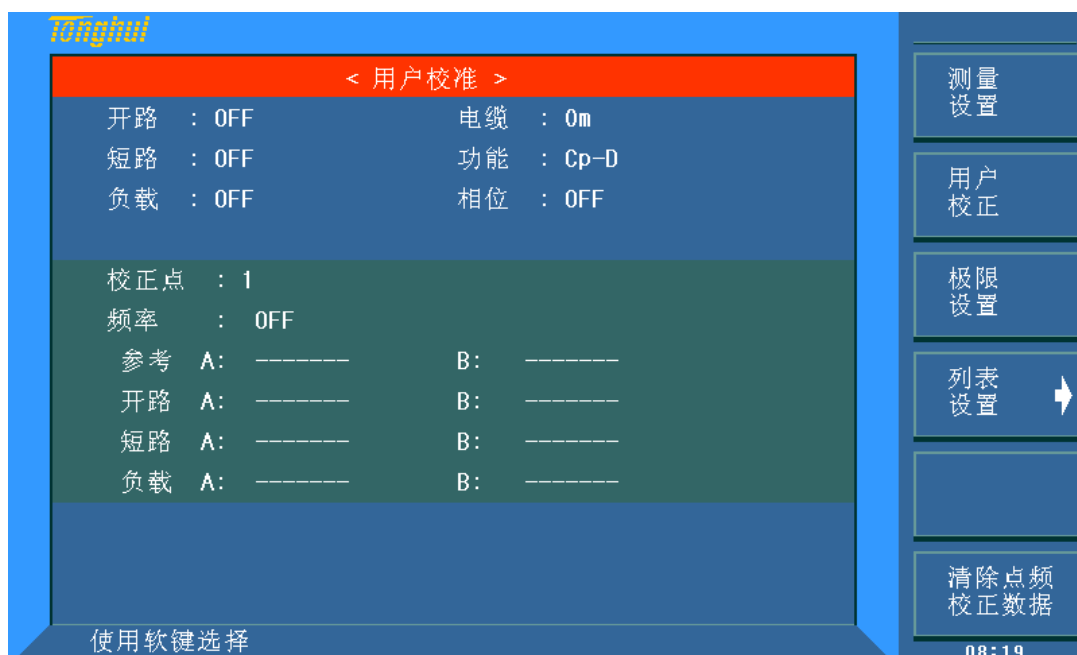 Tonghui
< 用户校准 >
开路 : OFF 电缆 : 0m
短路 : OFF 功能 : Cp-D
负载 : OFF 相位 : OFF
校正点 : 1
频率 : OFF
参考 A: ------- B: -------
开路 A: ------- B: -------
短路 A: ------- B: -------
负载 A: ------- B: -------
使用软键选择
测量
设置
用户
校正
极限
设置
列表
设置
清除点频
校正数据
08:19